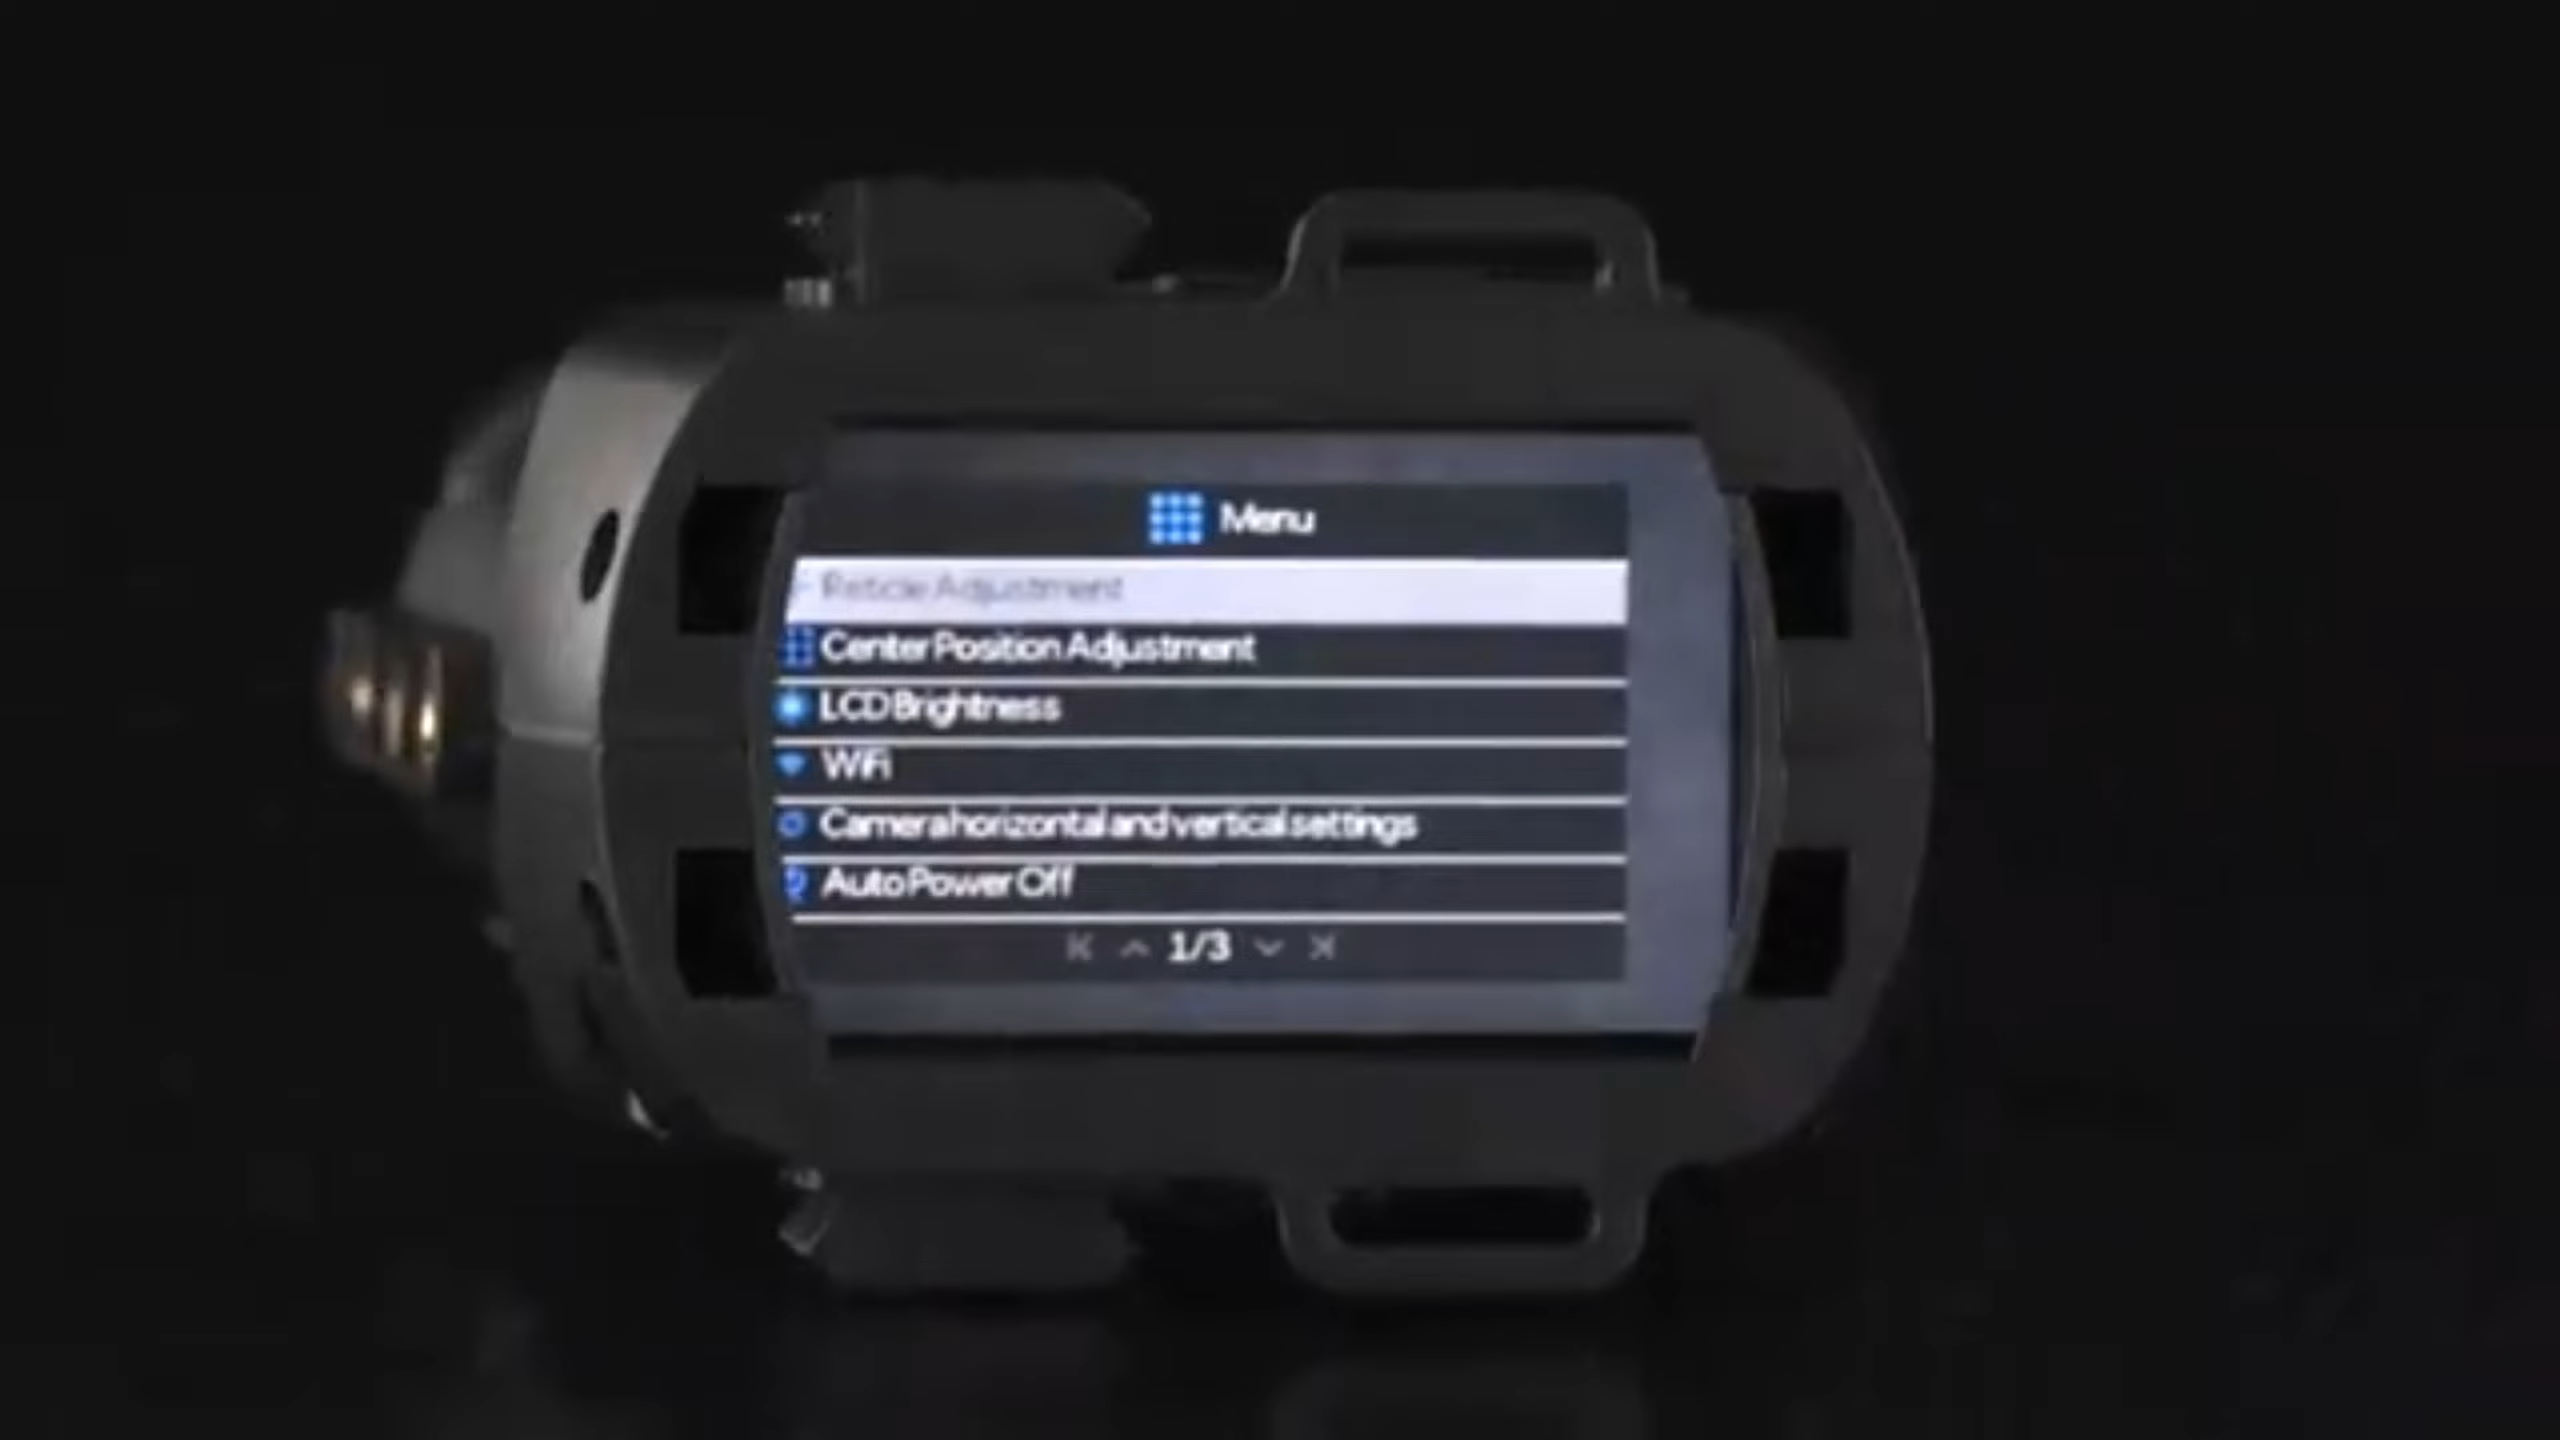 Menu
Reticle Adjustment
Center Position Adjustment
LCD Brightness
WiFi
Camera horizontal and vertical settings
Auto Power Off
1/3